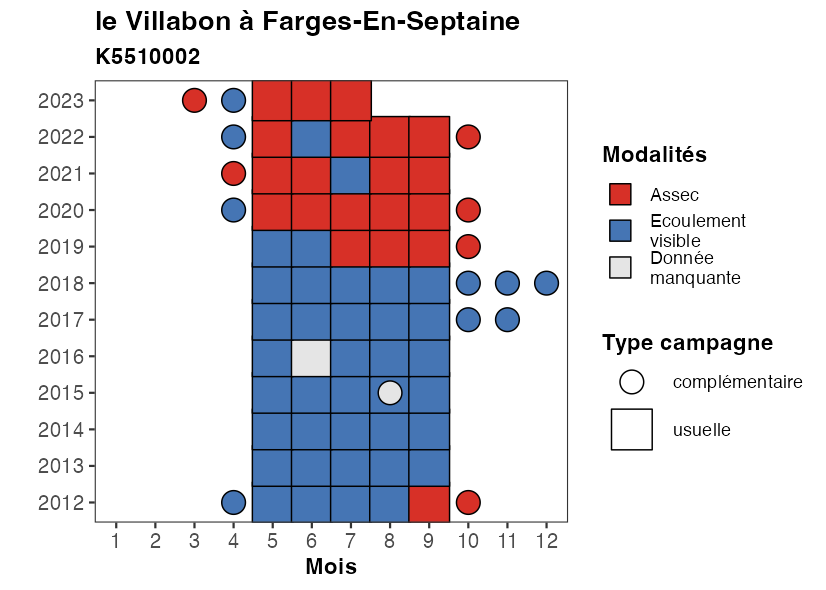 le Villabon à Farges-En-Septaine
K5510002
2023
2022
2021
2020
2019
2018
2017
2016
2015
2014
2013
2012
1 2 3 4 5 6 7 8 9 10 11 12
Mois
Modalités
Assec
Ecoulement
visible
Donnée
manquante
Type campagne
complémentaire
usuelle